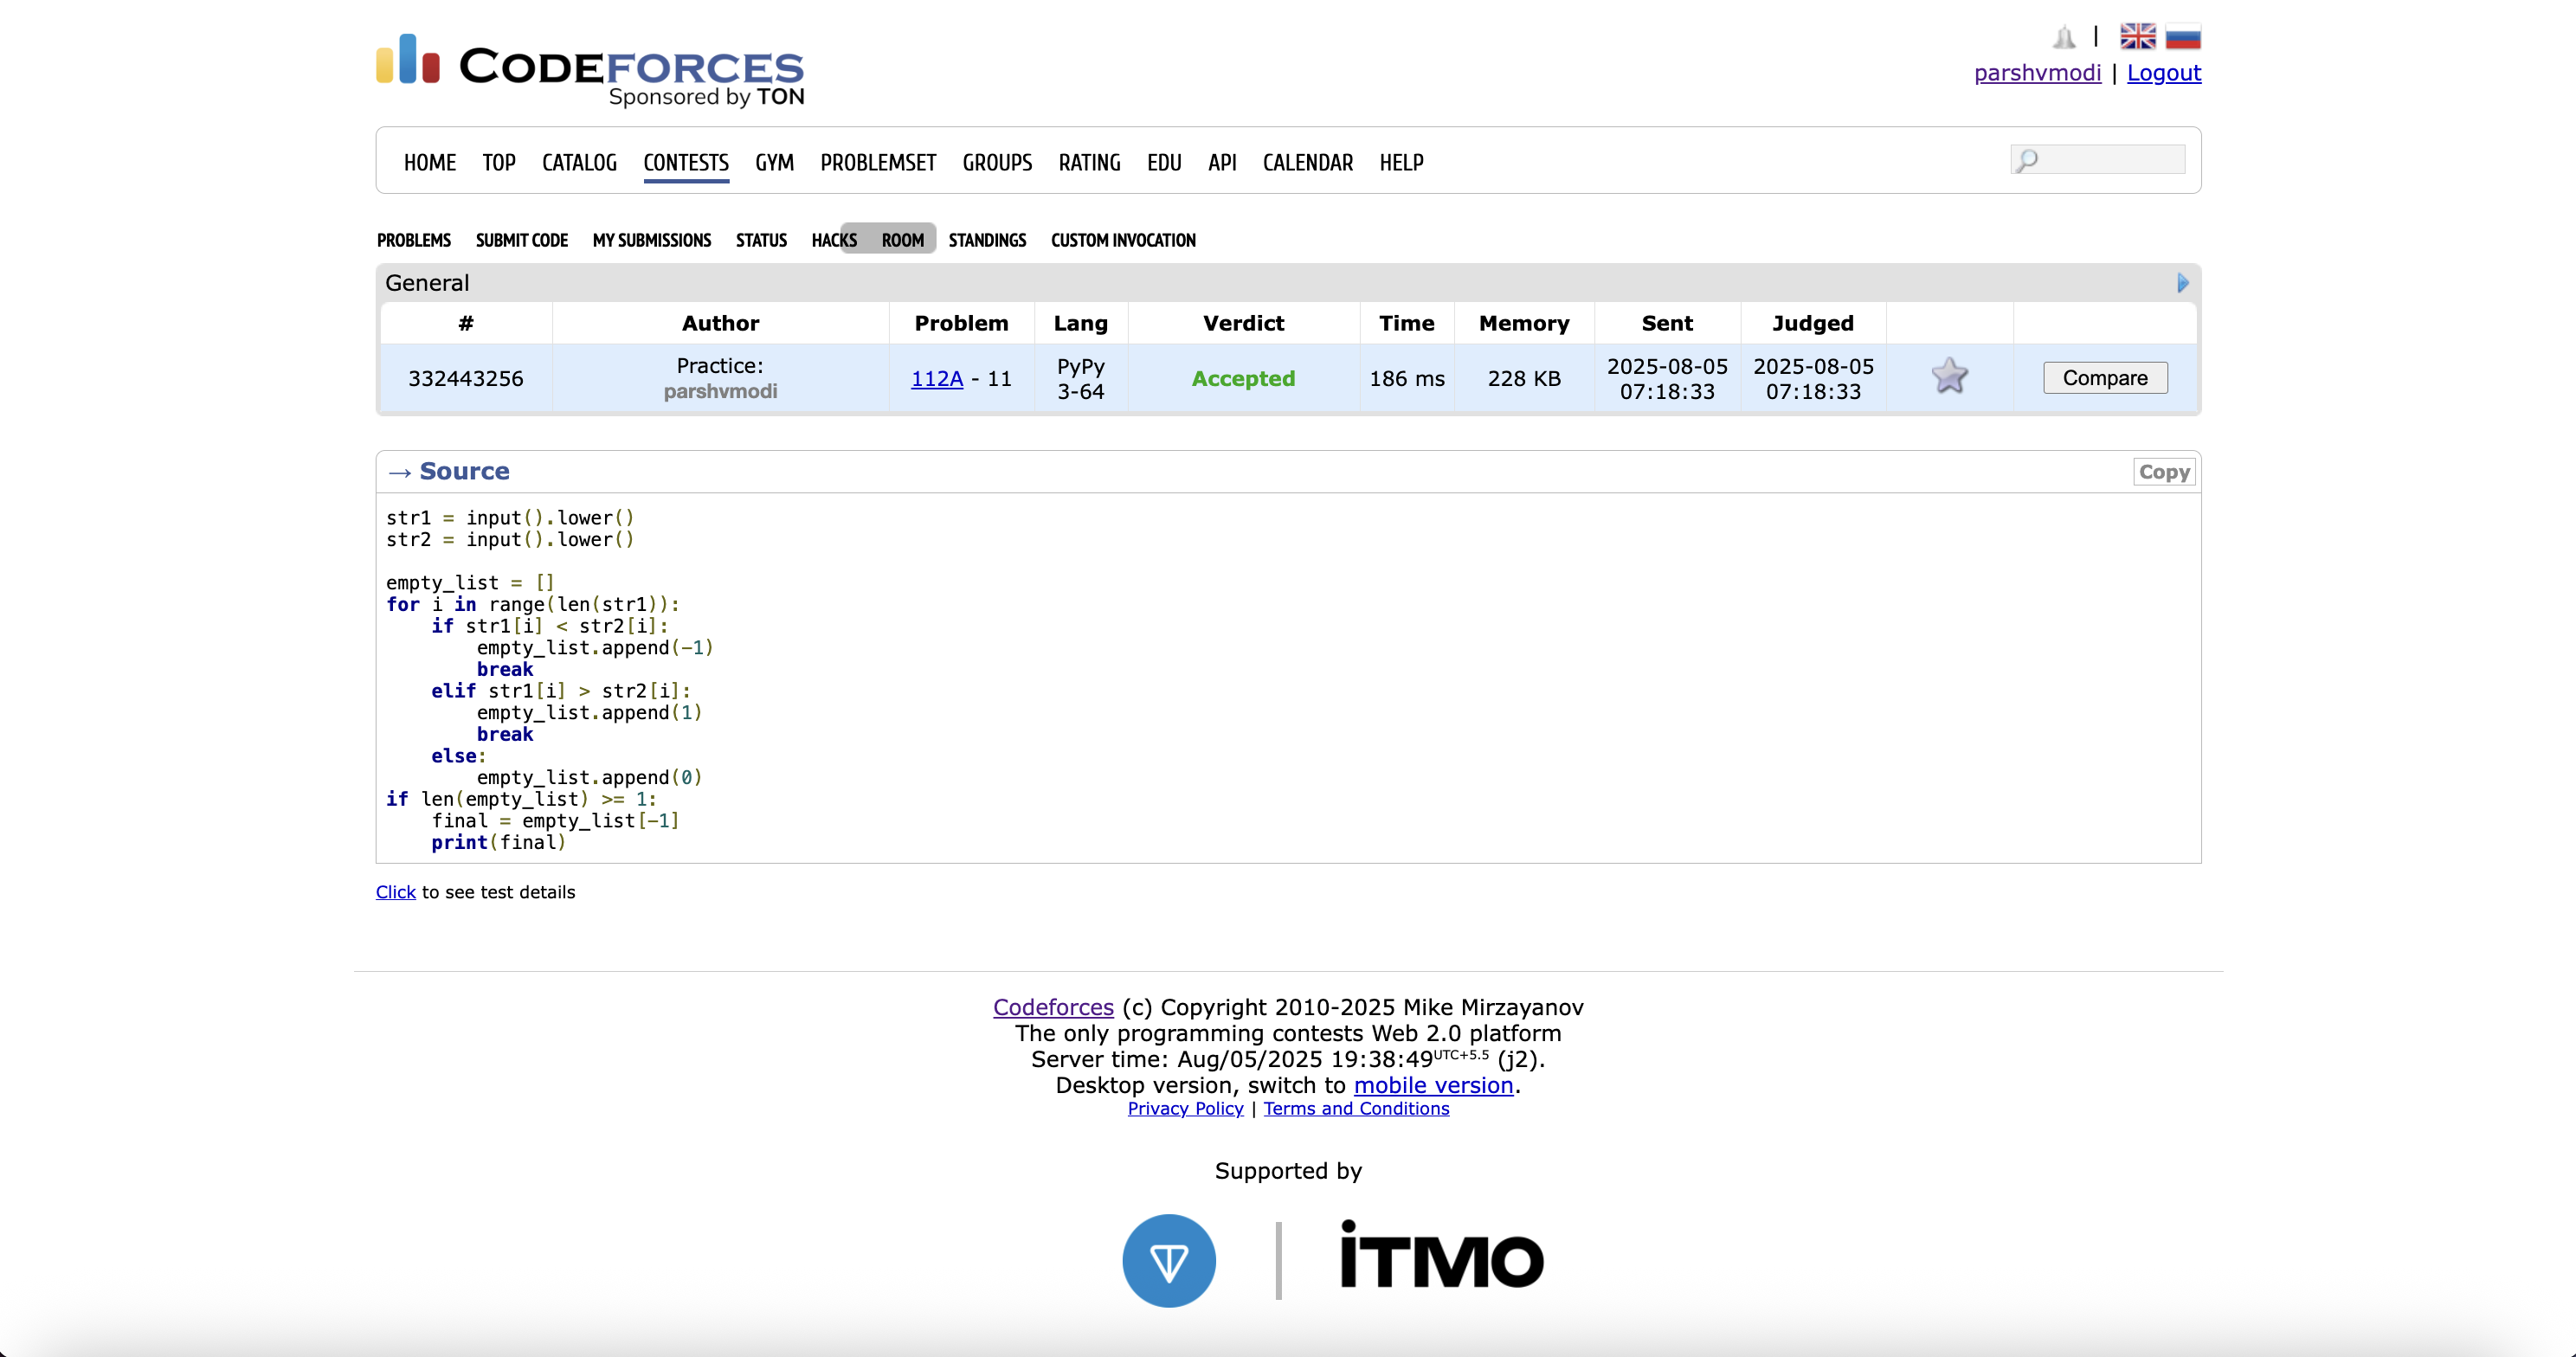 CODEFORCES
Sponsored by TON
|
parshvmodi | Logout
HOME TOP CATALOG CONTESTS GYM PROBLEMSET GROUPS RATING EDU API CALENDAR HELP
PROBLEMS SUBMIT CODE MY SUBMISSIONS STATUS HACKS ROOM STANDINGS CUSTOM INVOCATION
General
# Author Problem Lang Verdict Time Memory Sent Judged
332443256 Practice: parshvmodi 112A - 11 PyPy 3-64 Accepted 186 ms 228 KB 2025-08-05 07:18:33 2025-08-05 07:18:33 Compare
→ Source Copy
str1 = input().lower()
str2 = input().lower()

empty_list = []
for i in range(len(str1)):
    if str1[i] < str2[i]:
        empty_list.append(-1)
        break
    elif str1[i] > str2[i]:
        empty_list.append(1)
        break
    else:
        empty_list.append(0)
if len(empty_list) >= 1:
    final = empty_list[-1]
    print(final)
Click to see test details
Codeforces (c) Copyright 2010-2025 Mike Mirzayanov
The only programming contests Web 2.0 platform
Server time: Aug/05/2025 19:38:49UTC+5.5 (j2).
Desktop version, switch to mobile version.
Privacy Policy | Terms and Conditions
Supported by
iTMO